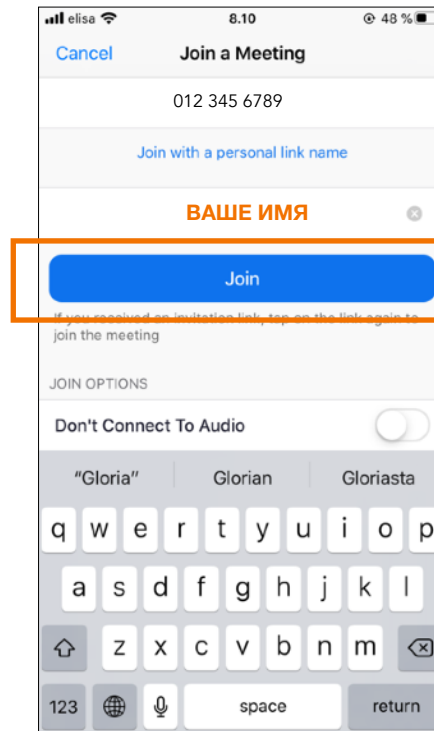 elisa 8.10 48 %
Cancel Join a Meeting
012 345 6789
Join with a personal link name
ВАШЕ ИМЯ
Join
If you received an invitation link, tap on the link again to
join the meeting
JOIN OPTIONS
Don't Connect To Audio
“Gloria” Glorian Gloriasta
q w e r t y u i o p
a s d f g h j k l
z x c v b n m
123 space return